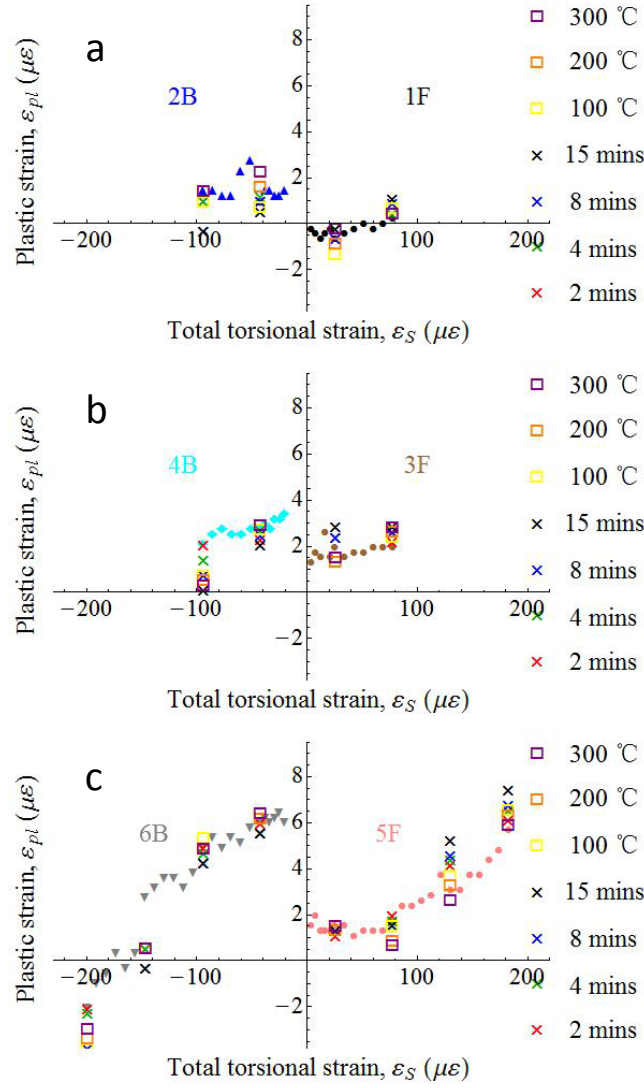 a
Plastic strain, εpl (με)
8
6
4
2
−2
−200
−100
100
200
2B
1F
Total torsional strain, εS (με)
300 ℃
200 ℃
100 ℃
15 mins
8 mins
4 mins
2 mins
b
Plastic strain, εpl (με)
8
6
4
2
−2
−200
−100
100
200
4B
3F
Total torsional strain, εS (με)
300 ℃
200 ℃
100 ℃
15 mins
8 mins
4 mins
2 mins
c
Plastic strain, εpl (με)
8
6
4
2
−2
−200
−100
100
200
6B
5F
Total torsional strain, εS (με)
300 ℃
200 ℃
100 ℃
15 mins
8 mins
4 mins
2 mins